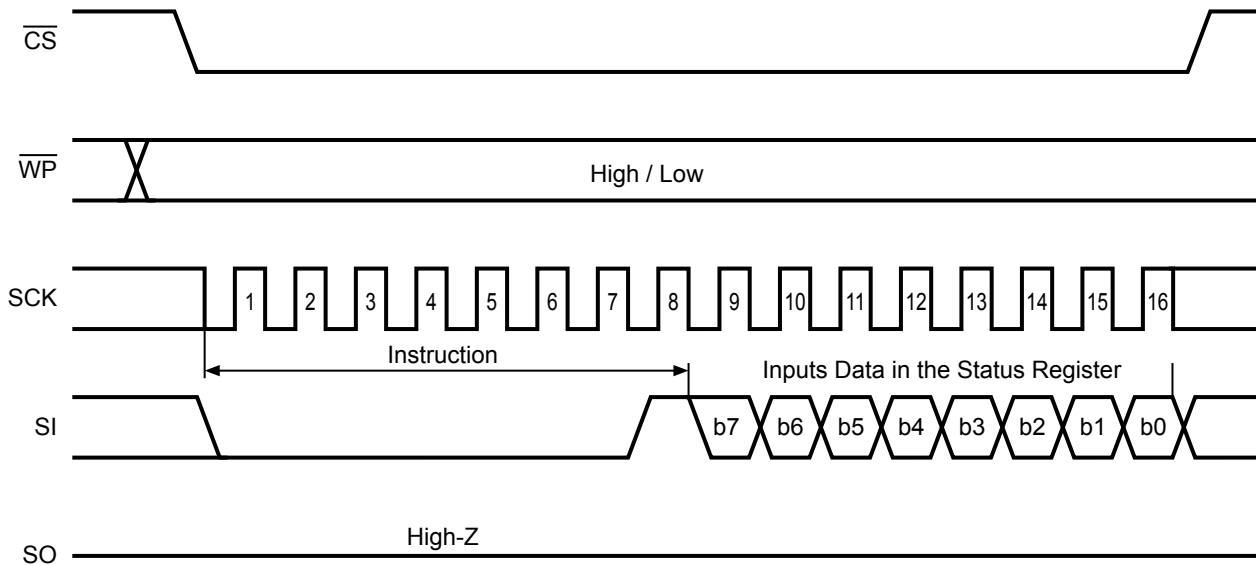 CS
WP
High / Low
SCK
1 2 3 4 5 6 7 8 9 10 11 12 13 14 15 16
Instruction
Inputs Data in the Status Register
SI
b7 b6 b5 b4 b3 b2 b1 b0
High-Z
SO